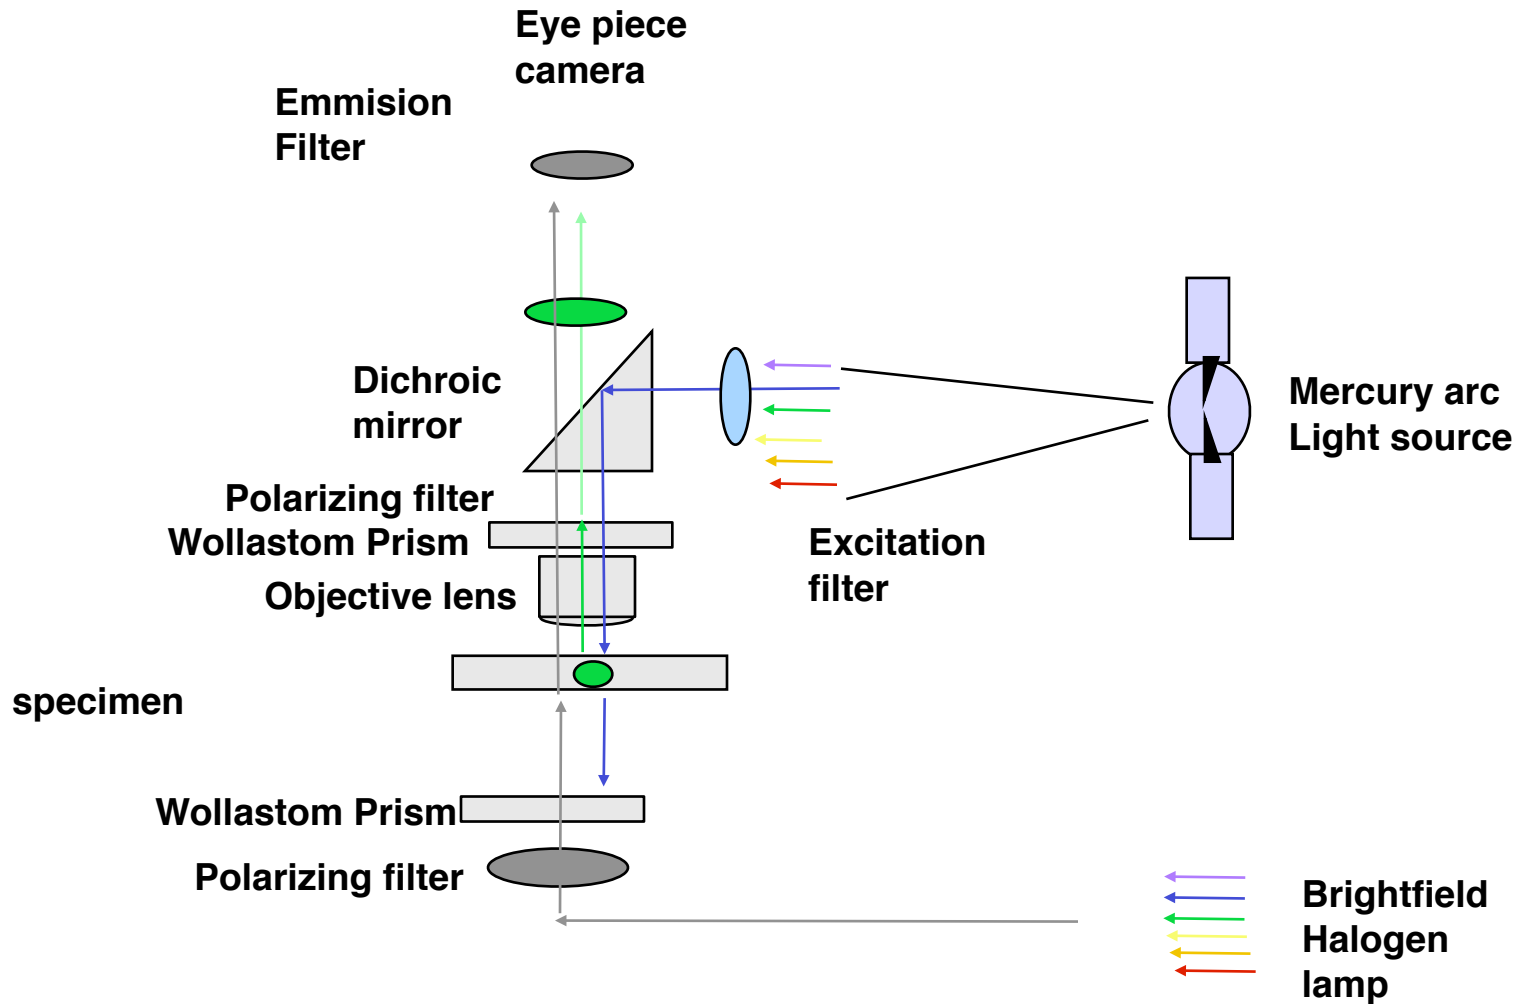 Eye piece
camera
Emmision
Filter
Dichroic
mirror
Mercury arc
Light source
Polarizing filter
Wollastom Prism
Excitation
filter
Objective lens
specimen
Wollastom Prism
Polarizing filter
Brightfield
Halogen
lamp